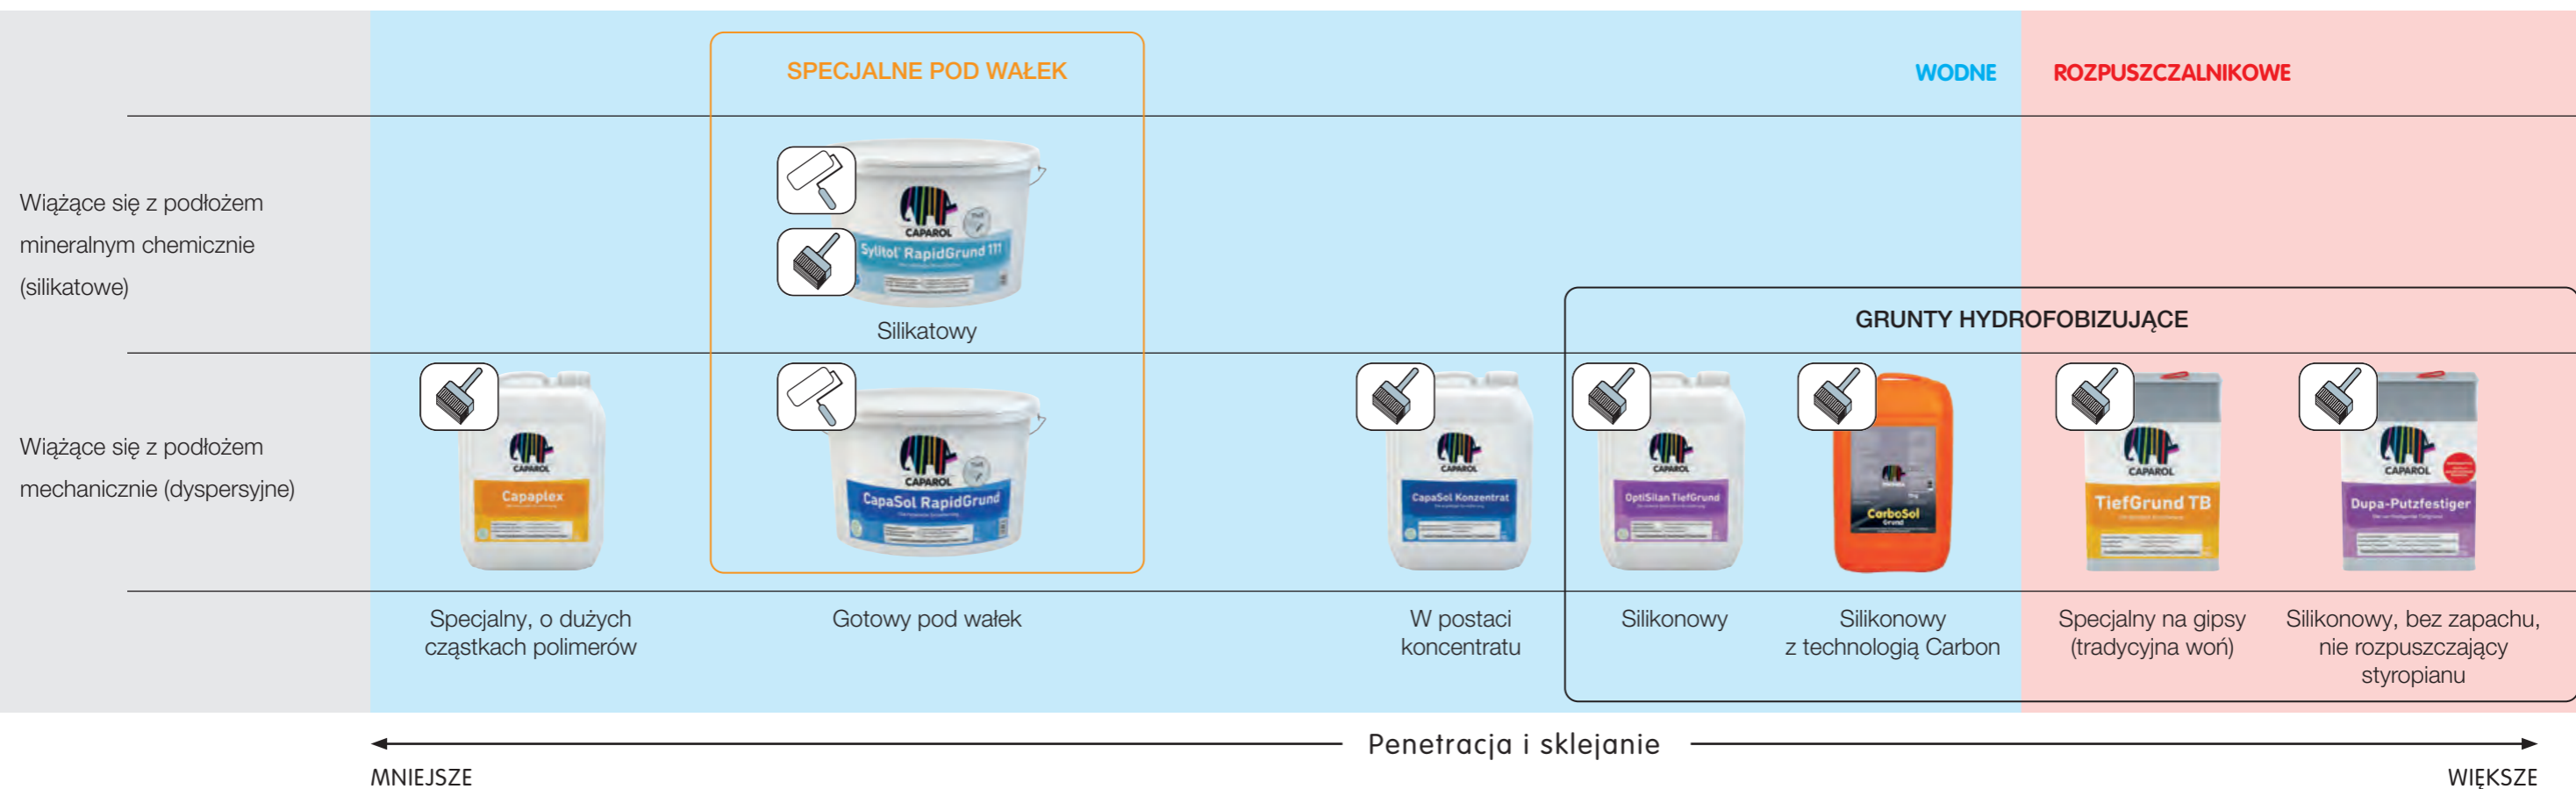 SPECJALNE POD WAŁEK
WODNE
ROZPUSZCZALNIKOWE
Wiążące się z podłożem
mineralnym chemicznie
(silikatowe)
CAPAROL
Sylitol® RapidGrund 111
Silikatowy
GRUNTY HYDROFOBIZUJĄCE
Wiążące się z podłożem
mechanicznie (dyspersyjne)
CAPAROL
Capaplex
CAPAROL
CapaSol RapidGrund
CAPAROL
CapaSol Konzentrat
CAPAROL
OptiSilan TiefGrund
CarboSol
Grund
CAPAROL
TiefGrund TB
CAPAROL
Dupa-Putzfestiger
Specjalny, o dużych
cząstkach polimerów
Gotowy pod wałek
W postaci
koncentratu
Silikonowy
Silikonowy
z technologią Carbon
Specjalny na gipsy
(tradycyjna woń)
Silikonowy, bez zapachu,
nie rozpuszczający
styropianu
Penetracja i sklejanie
MNIEJSZE
WIĘKSZE